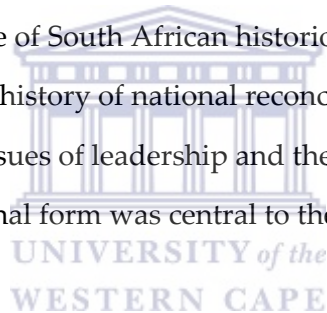 e of South African historio
history of national recond
sues of leadership and the
nal form was central to the
UNIVERSITY of the
WESTERN CAPE